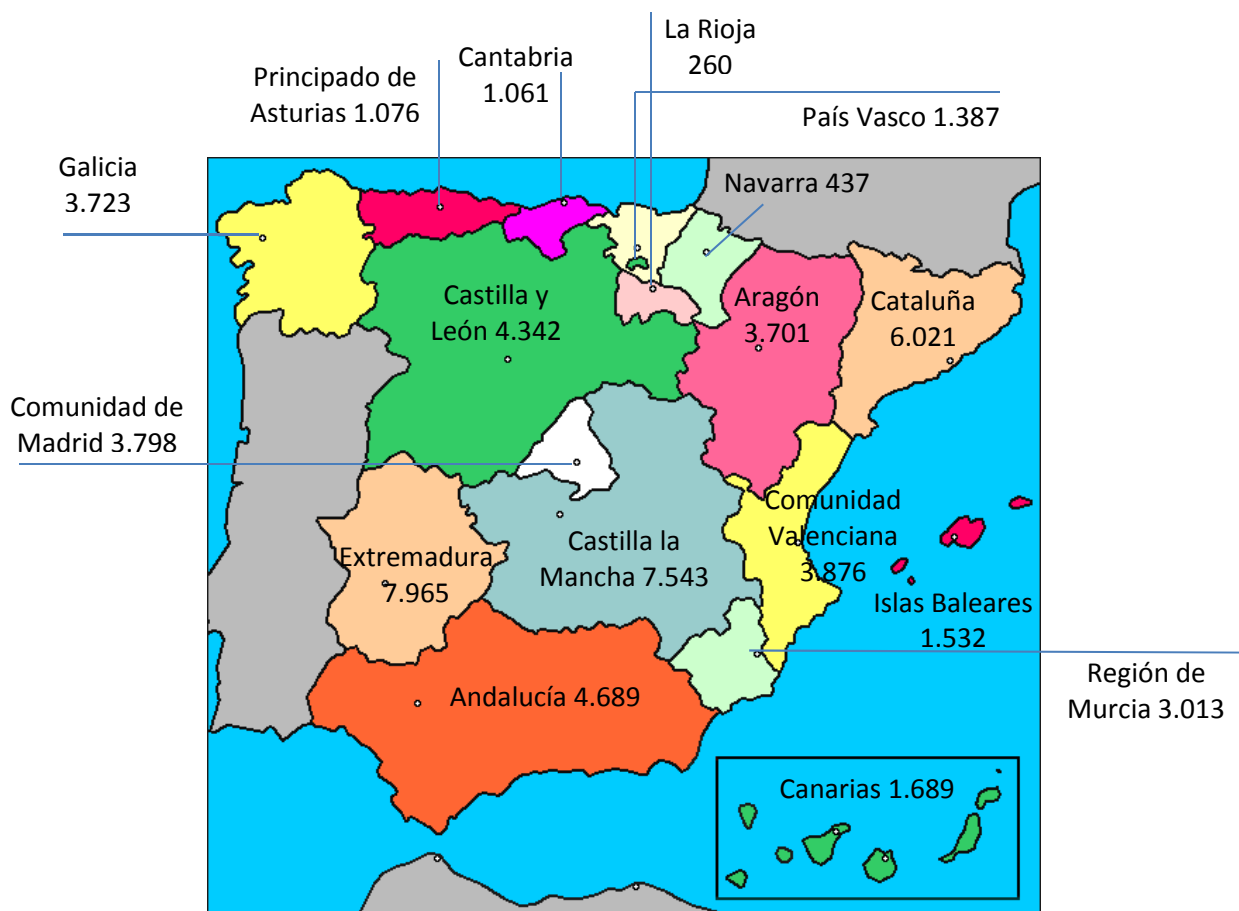 La Rioja
260
Cantabria
1.061
Principado de
Asturias 1.076
País Vasco 1.387
Galicia
3.723
Navarra 437
Castilla y
León 4.342
Aragón
3.701
Cataluña
6.021
Comunidad de
Madrid 3.798
Comunidad
Valenciana
3.876
Extremadura
7.965
Castilla la
Mancha 7.543
Islas Baleares
1.532
Región de
Murcia 3.013
Andalucía 4.689
Canarias 1.689